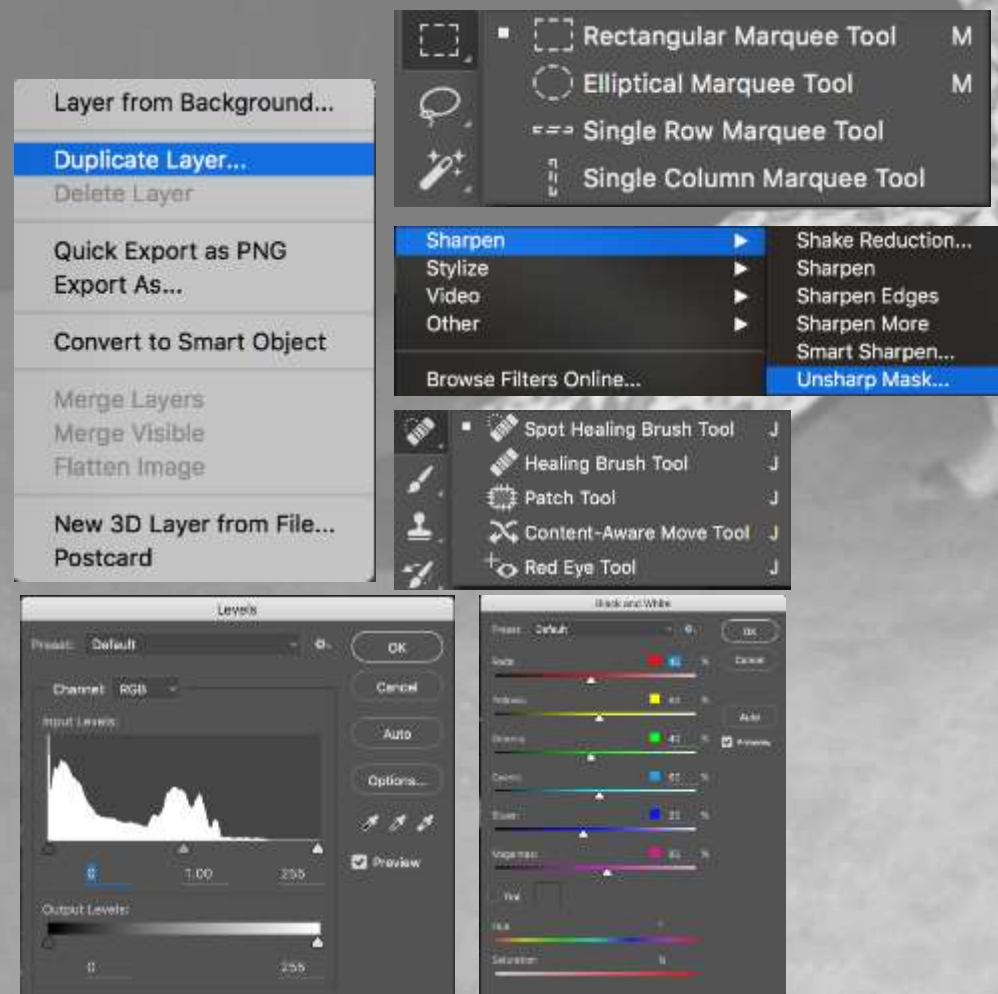 Layer from Background...
Duplicate Layer...
Delete Layer
Quick Export as PNG
Export As...
Convert to Smart Object
Merge Layers
Merge Visible
Flatten Image
New 3D Layer from File...
Postcard
Rectangular Marquee Tool M
Elliptical Marquee Tool M
Single Row Marquee Tool
Single Column Marquee Tool
Sharpen
Stylize
Video
Other
Browse Filters Online...
Shake Reduction...
Sharpen
Sharpen Edges
Sharpen More
Smart Sharpen...
Unsharp Mask...
Spot Healing Brush Tool J
Healing Brush Tool J
Patch Tool J
Content-Aware Move Tool J
Red Eye Tool J
Levels
Preset: Default
OK
Channel: RGB
Cancel
Input Levels:
Auto
Options...
Preview
0 1.00 255
Output Levels:
0 255
Black and White
Preset: Default
OK
Cancel
Auto
Preview
Tint
Hue
Saturation %